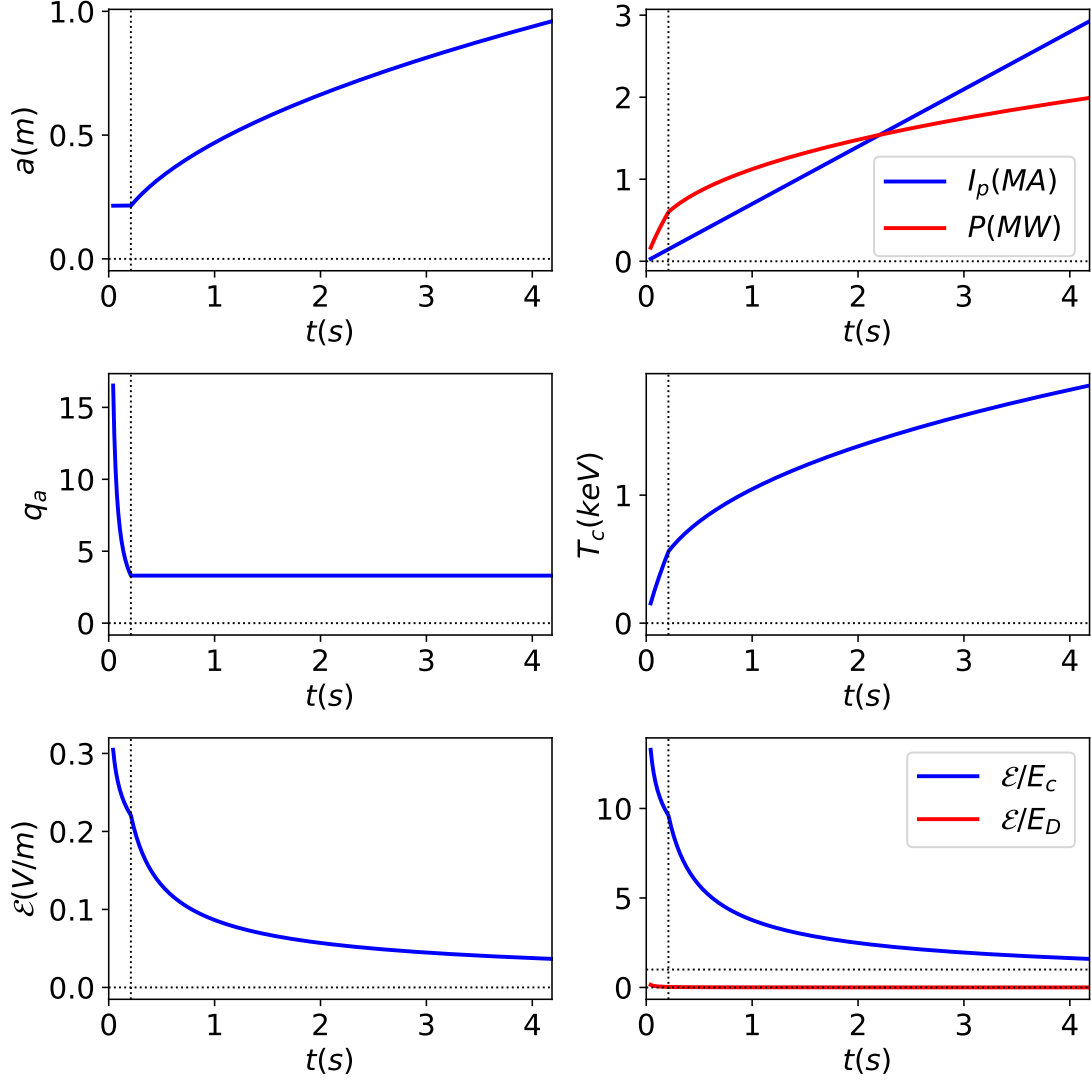 a(m)
1.0
0.5
0.0
0 1 2 3 4
t(s)
3
2
1
0
I_p(MA)
P(MW)
0 1 2 3 4
t(s)
q_a
15
10
5
0
0 1 2 3 4
t(s)
T_c(keV)
1
0
0 1 2 3 4
t(s)
ℰ(V/m)
0.3
0.2
0.1
0.0
0 1 2 3 4
t(s)
10
5
0
ℰ/E_c
ℰ/E_D
0 1 2 3 4
t(s)